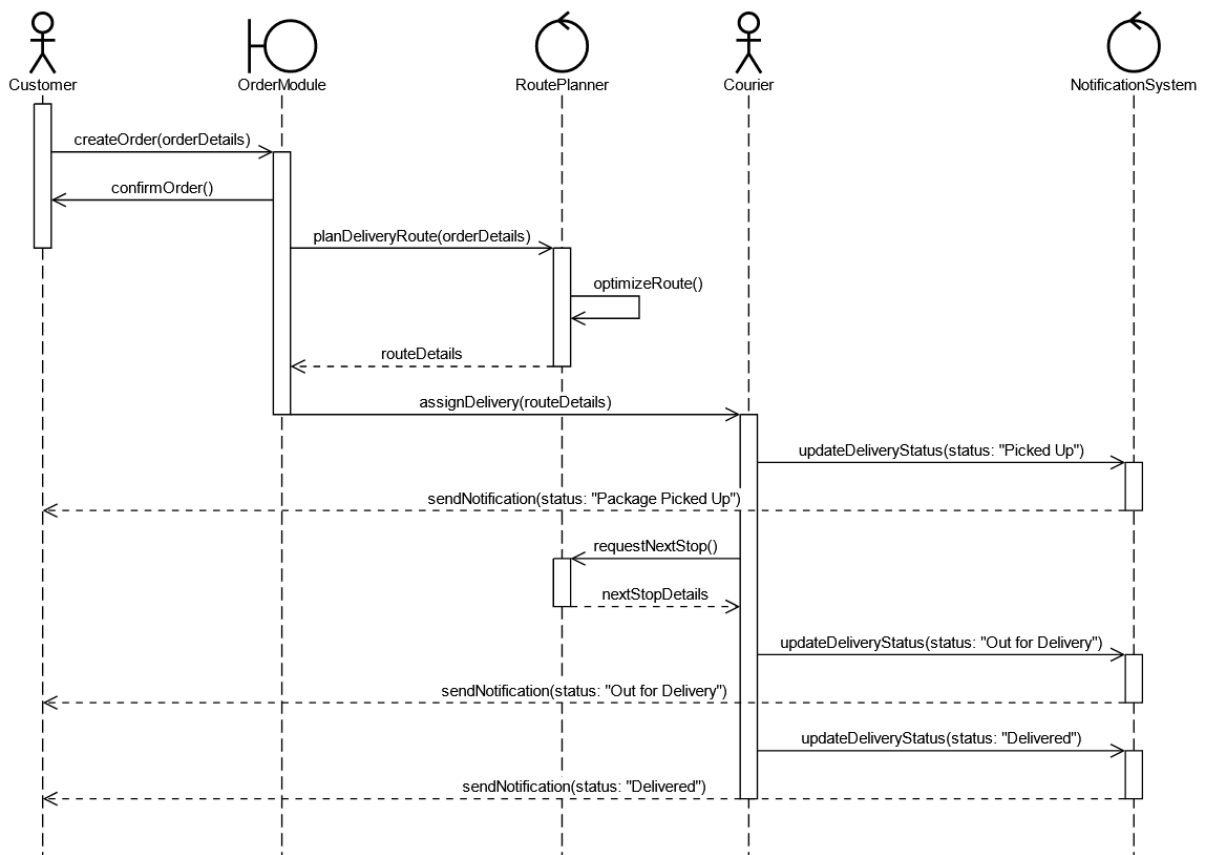 Customer
OrderModule
RoutePlanner
Courier
NotificationSystem
createOrder(orderDetails)
confirmOrder()
planDeliveryRoute(orderDetails)
optimizeRoute()
routeDetails
assignDelivery(routeDetails)
updateDeliveryStatus(status: "Picked Up")
sendNotification(status: "Package Picked Up")
requestNextStop()
nextStopDetails
updateDeliveryStatus(status: "Out for Delivery")
sendNotification(status: "Out for Delivery")
updateDeliveryStatus(status: "Delivered")
sendNotification(status: "Delivered")